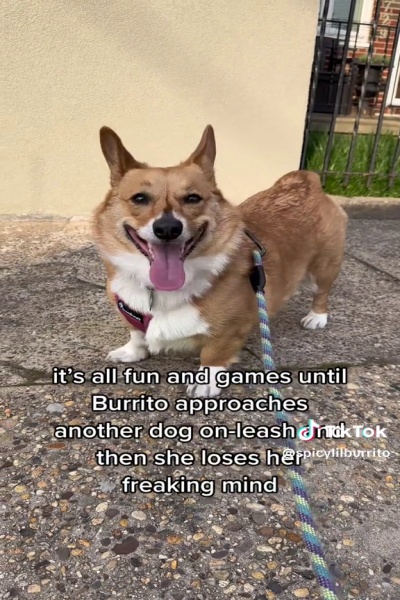 it's all fun and games until
Burrito approaches
another dog on-leash and
TikTok
then she loses her
@spicylilburrito
freaking mind